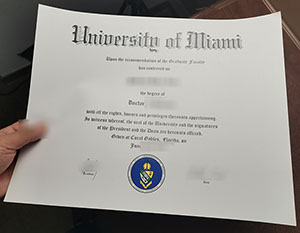 University of Miami
Upon the recommendation of the Graduate Faculty
has conferred on
the degree of
Doctor
with all the rights, honors and privileges thereunto appertaining.
In witness whereof, the seal of the University and the signatures
of the President and the Dean are hereunto affixed.
Given at Coral Gables, Florida, on